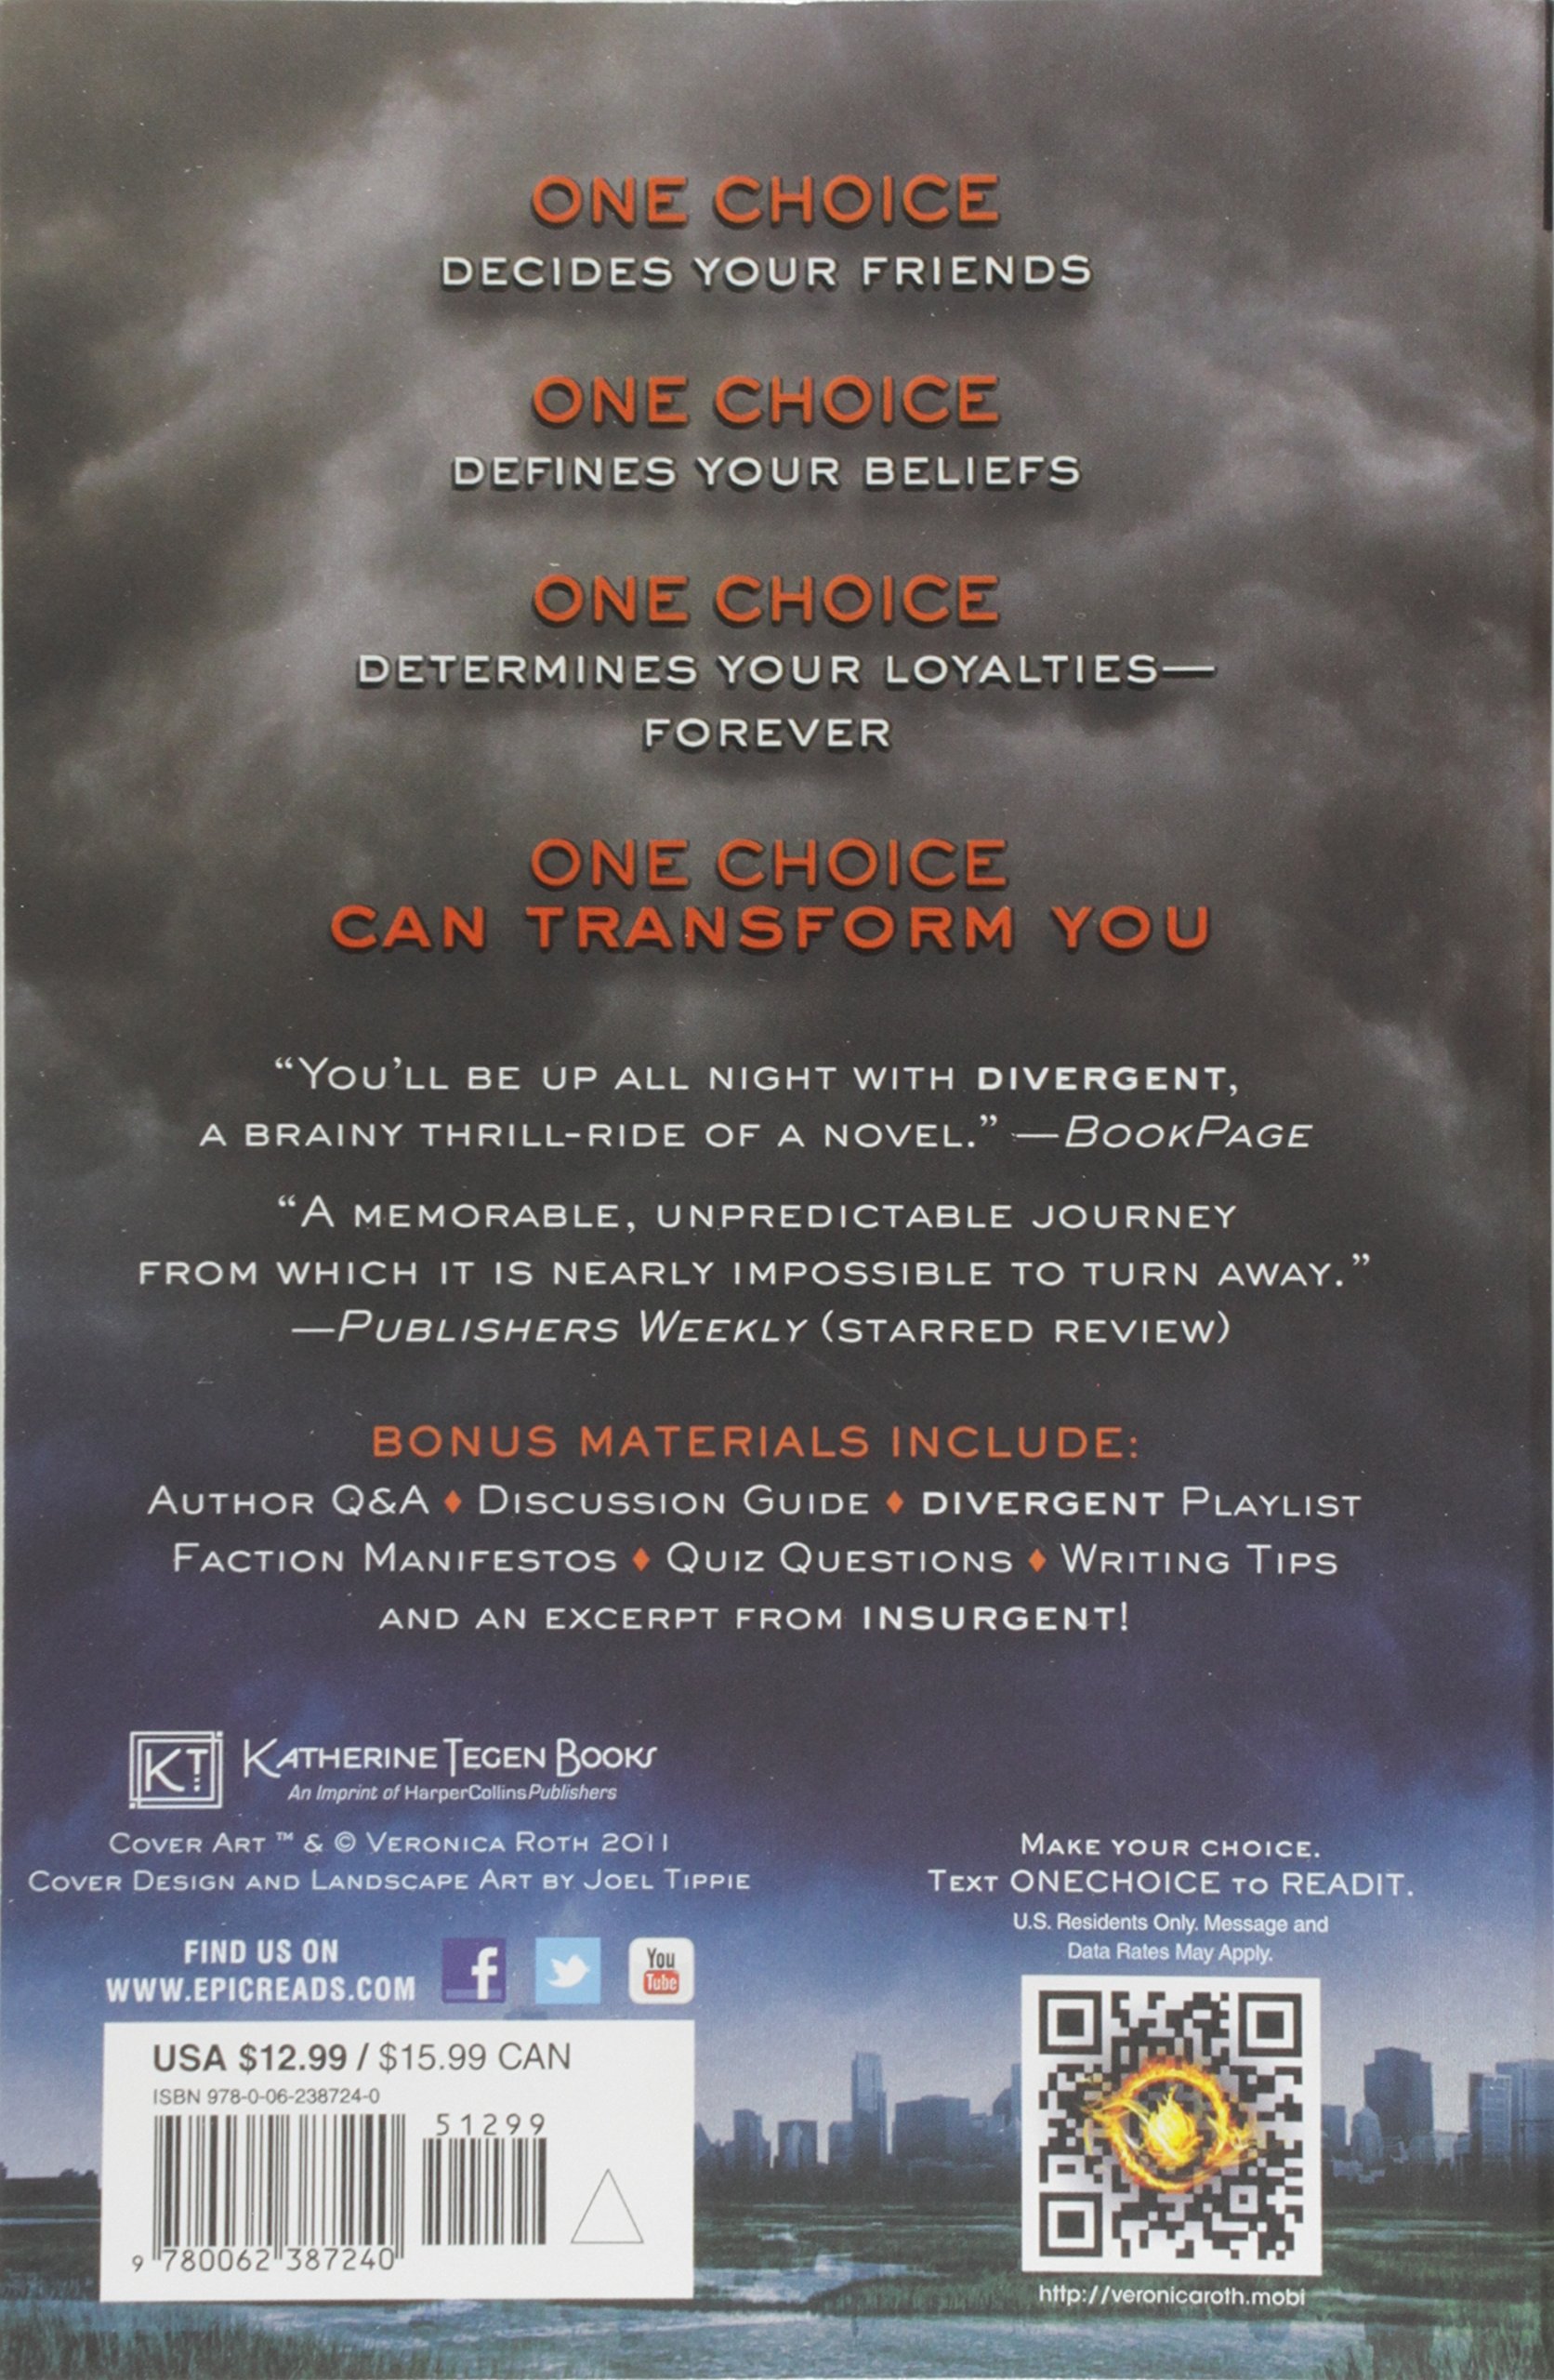 ONE CHOICE
DECIDES YOUR FRIENDS
ONE CHOICE
DEFINES YOUR BELIEFS
ONE CHOICE
DETERMINES YOUR LOYALTIES—
FOREVER
ONE CHOICE
CAN TRANSFORM YOU
“YOU’LL BE UP ALL NIGHT WITH DIVERGENT,
A BRAINY THRILL-RIDE OF A NOVEL.” —BOOKPAGE
“A MEMORABLE, UNPREDICTABLE JOURNEY
FROM WHICH IT IS NEARLY IMPOSSIBLE TO TURN AWAY.”
—PUBLISHERS WEEKLY (STARRED REVIEW)
BONUS MATERIALS INCLUDE:
AUTHOR Q&A ♦ DISCUSSION GUIDE ♦ DIVERGENT PLAYLIST
FACTION MANIFESTOS ♦ QUIZ QUESTIONS ♦ WRITING TIPS
AND AN EXCERPT FROM INSURGENT!
KT KATHERINE TEGEN BOOKS
An Imprint of HarperCollinsPublishers
COVER ART ™ & © VERONICA ROTH 2011
COVER DESIGN AND LANDSCAPE ART BY JOEL TIPPIE
FIND US ON
WWW.EPICREADS.COM
f
You
Tube
USA $12.99 / $15.99 CAN
ISBN 978-0-06-238724-0
51299
9 780062 387240
MAKE YOUR CHOICE.
TEXT ONECHOICE TO READIT.
U.S. Residents Only. Message and
Data Rates May Apply.
http://veronicaroth.mobi